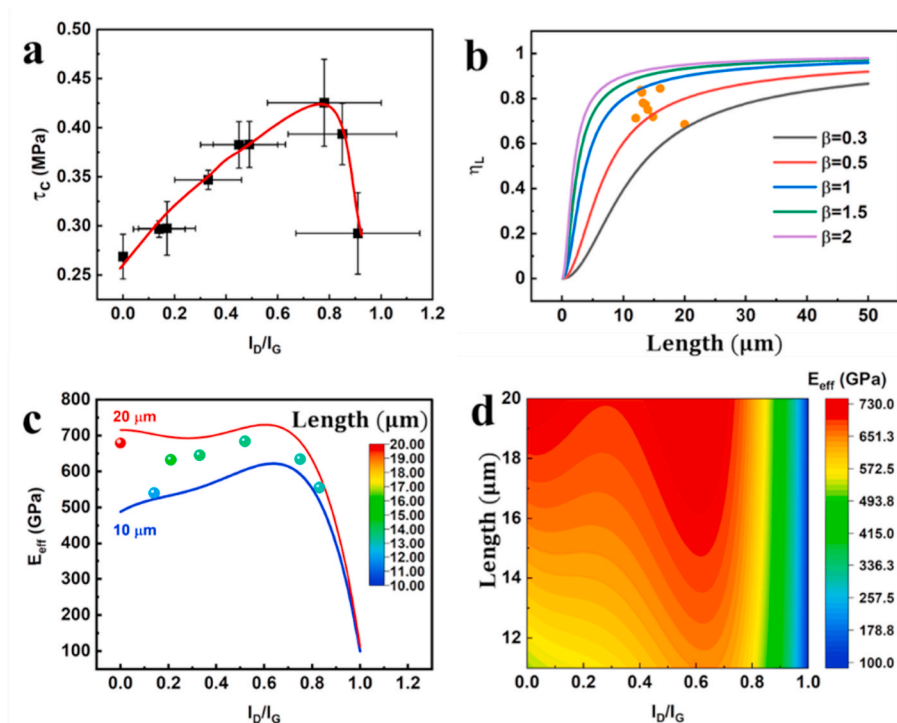 a
0.50
0.45
0.40
0.35
0.30
0.25
τC (MPa)
0.0 0.2 0.4 0.6 0.8 1.0 1.2
ID/IG
b
1
0.8
0.6
0.4
0.2
0
ηL
β=0.3
β=0.5
β=1
β=1.5
β=2
0 10 20 30 40 50
Length (μm)
c
800
700
600
500
400
300
200
100
Eeff (GPa)
20 μm
10 μm
Length (μm)
20.00
19.00
18.00
17.00
16.00
15.00
14.00
13.00
12.00
11.00
10.00
0.0 0.2 0.4 0.6 0.8 1.0 1.2
ID/IG
d
Eeff (GPa)
20
18
16
14
12
Length (μm)
730.0
651.3
572.5
493.8
415.0
336.3
257.5
178.8
100.0
0.0 0.2 0.4 0.6 0.8 1.0
ID/IG